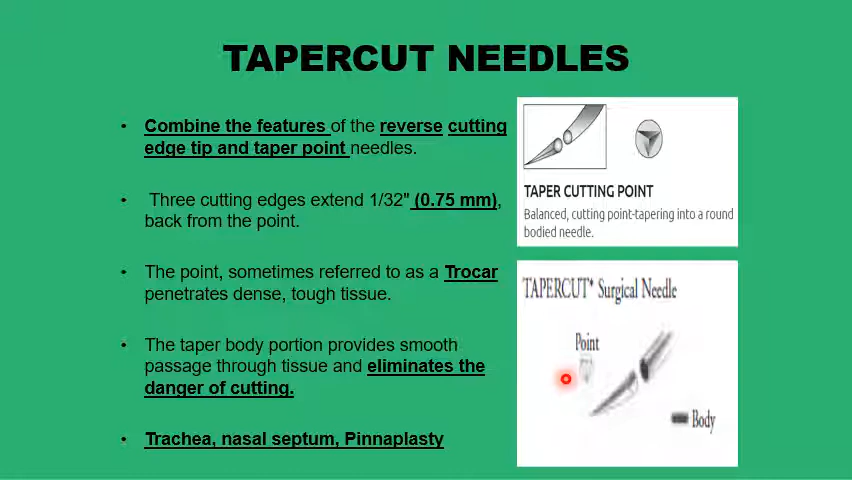 TAPERCUT NEEDLES
• Combine the features of the reverse cutting
edge tip and taper point needles.
• Three cutting edges extend 1/32" (0.75 mm),
back from the point.
• The point, sometimes referred to as a Trocar
penetrates dense, tough tissue.
• The taper body portion provides smooth
passage through tissue and eliminates the
danger of cutting.
• Trachea, nasal septum, Pinnaplasty
TAPER CUTTING POINT
Balanced, cutting point-tapering into a round
bodied needle.
TAPERCUT* Surgical Needle
Point
Body